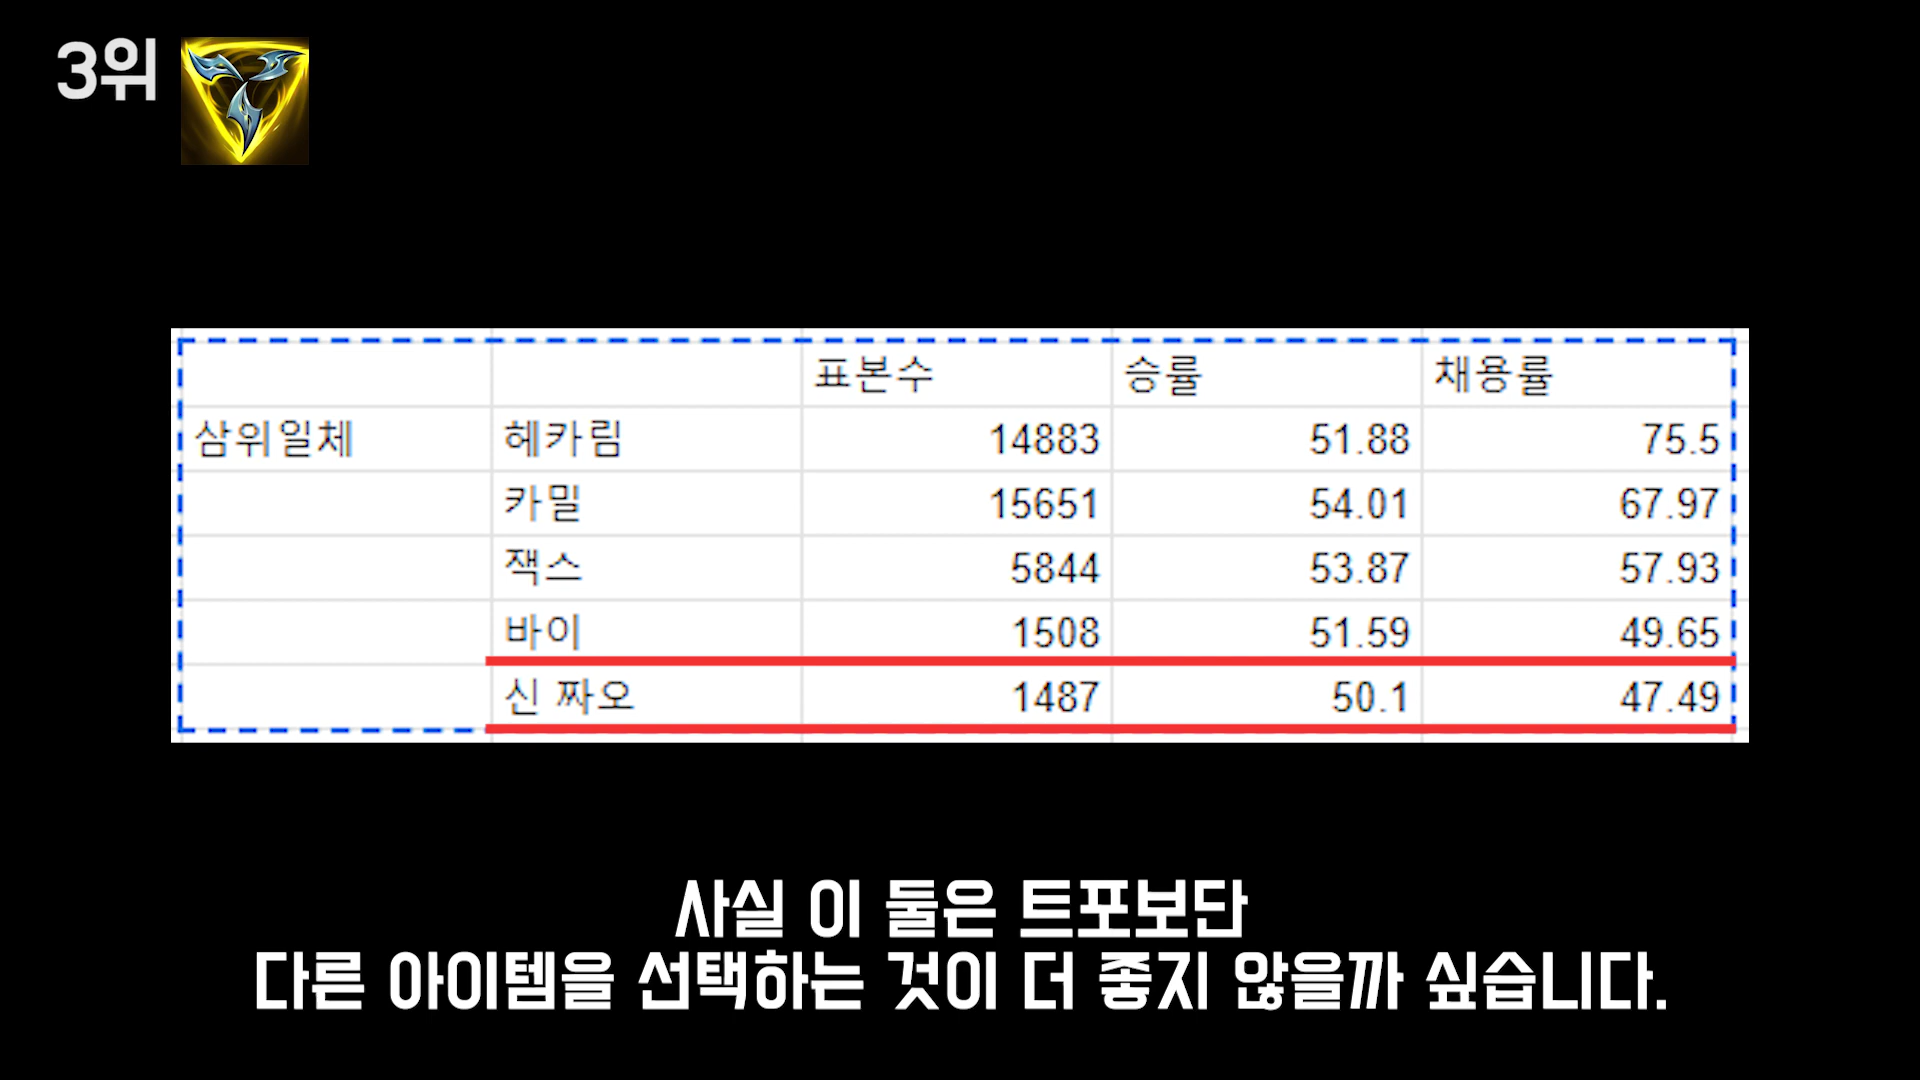 3위
표본수 승률 채용률
삼위일체 헤카림 14883 51.88 75.5
카밀 15651 54.01 67.97
잭스 5844 53.87 57.93
바이 1508 51.59 49.65
신 짜오 1487 50.1 47.49
사실 이 둘은 트포보단
다른 아이템을 선택하는 것이 더 좋지 않을까 싶습니다.